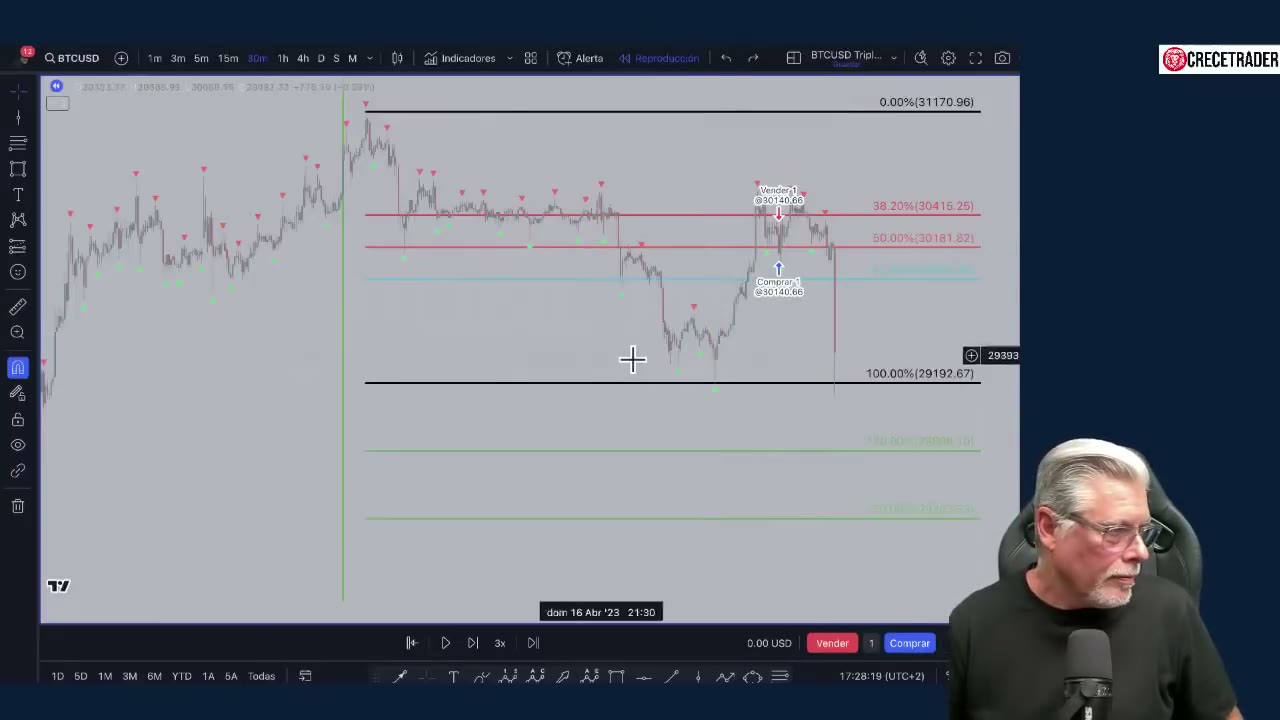 12
BTCUSD
1m 3m 5m 15m 30m 1h 4h D S M
Indicadores
Alerta
Reproducción
BTCUSD Tripl...
Guardar
CRECETRADER
0.00%(31170.96)
38.20%(30415.25)
50.00%(30181.82)
Vender 1
@30140.66
Comprar 1
@30140.66
29393
100.00%(29192.67)
dom 16 Abr '23 21:30
3x
0.00 USD
Vender
1
Comprar
1D 5D 1M 3M 6M YTD 1A 5A Todas
17:28:19 (UTC+2)